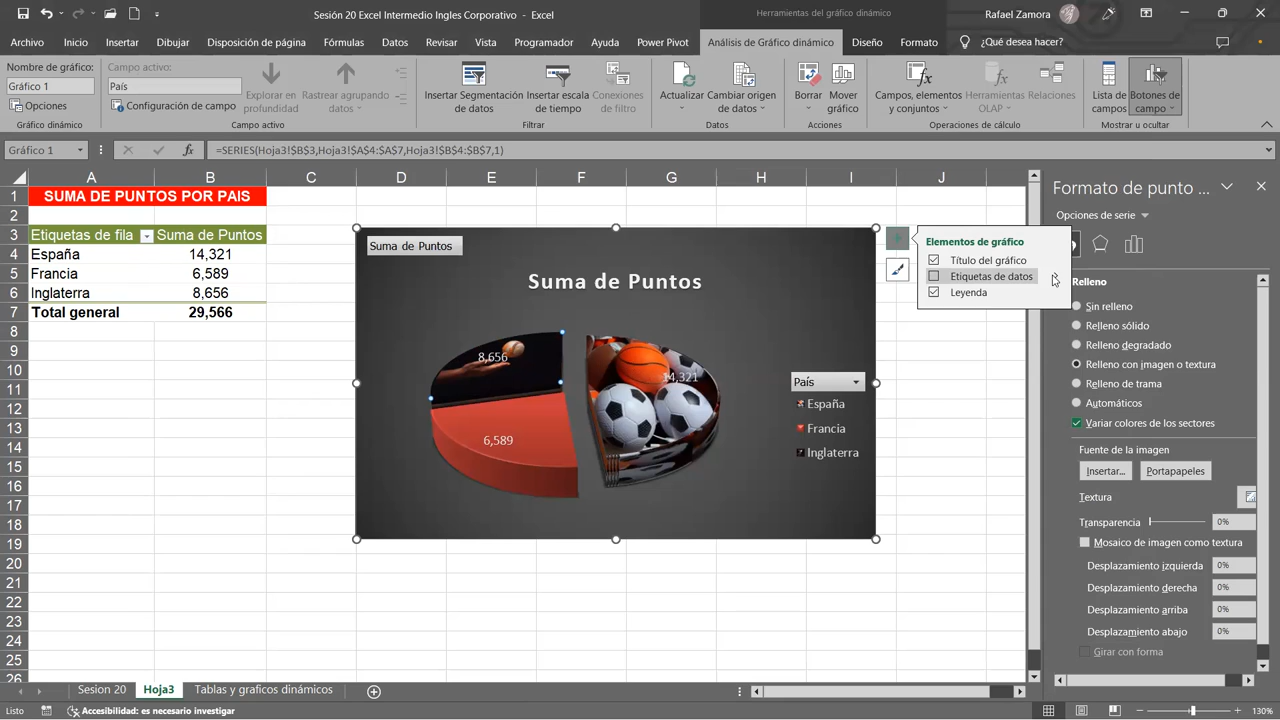 Sesión 20 Excel Intermedio Ingles Corporativo - Excel
Herramientas del gráfico dinámico
Rafael Zamora
Archivo Inicio Insertar Dibujar Disposición de página Fórmulas Datos Revisar Vista Programador Ayuda Power Pivot Análisis de Gráfico dinámico Diseño Formato ¿Qué desea hacer?
Nombre de gráfico:
Gráfico 1
Opciones
Gráfico dinámico
Campo activo:
País
Configuración de campo
Explorar en profundidad
Rastrear agrupando datos
Campo activo
Insertar Segmentación de datos
Insertar escala de tiempo
Conexiones de filtro
Filtrar
Actualizar
Cambiar origen de datos
Datos
Borrar
Mover gráfico
Acciones
Campos, elementos y conjuntos
Herramientas OLAP
Relaciones
Operaciones de cálculo
Lista de campos
Botones de campo
Mostrar u ocultar
Gráfico 1
fx
=SERIES(Hoja3!$B$3,Hoja3!$A$4:$A$7,Hoja3!$B$4:$B$7,1)
A B C D E F G H I J
1 SUMA DE PUNTOS POR PAIS
2
3 Etiquetas de fila Suma de Puntos
4 España 14,321
5 Francia 6,589
6 Inglaterra 8,656
7 Total general 29,566
8
9
10
11
12
13
14
15
16
17
18
19
20
21
22
23
24
25
26
Suma de Puntos
Suma de Puntos
8,656
14,321
6,589
País
España
Francia
Inglaterra
Elementos de gráfico
Título del gráfico
Etiquetas de datos
Leyenda
Formato de punto ...
Opciones de serie
Relleno
Sin relleno
Relleno sólido
Relleno degradado
Relleno con imagen o textura
Relleno de trama
Automáticos
Variar colores de los sectores
Fuente de la imagen
Insertar... Portapapeles
Textura
Transparencia 0%
Mosaico de imagen como textura
Desplazamiento izquierda 0%
Desplazamiento derecha 0%
Desplazamiento arriba 0%
Desplazamiento abajo 0%
Girar con forma
Sesion 20 Hoja3 Tablas y graficos dinámicos
Listo Accesibilidad: es necesario investigar 130%